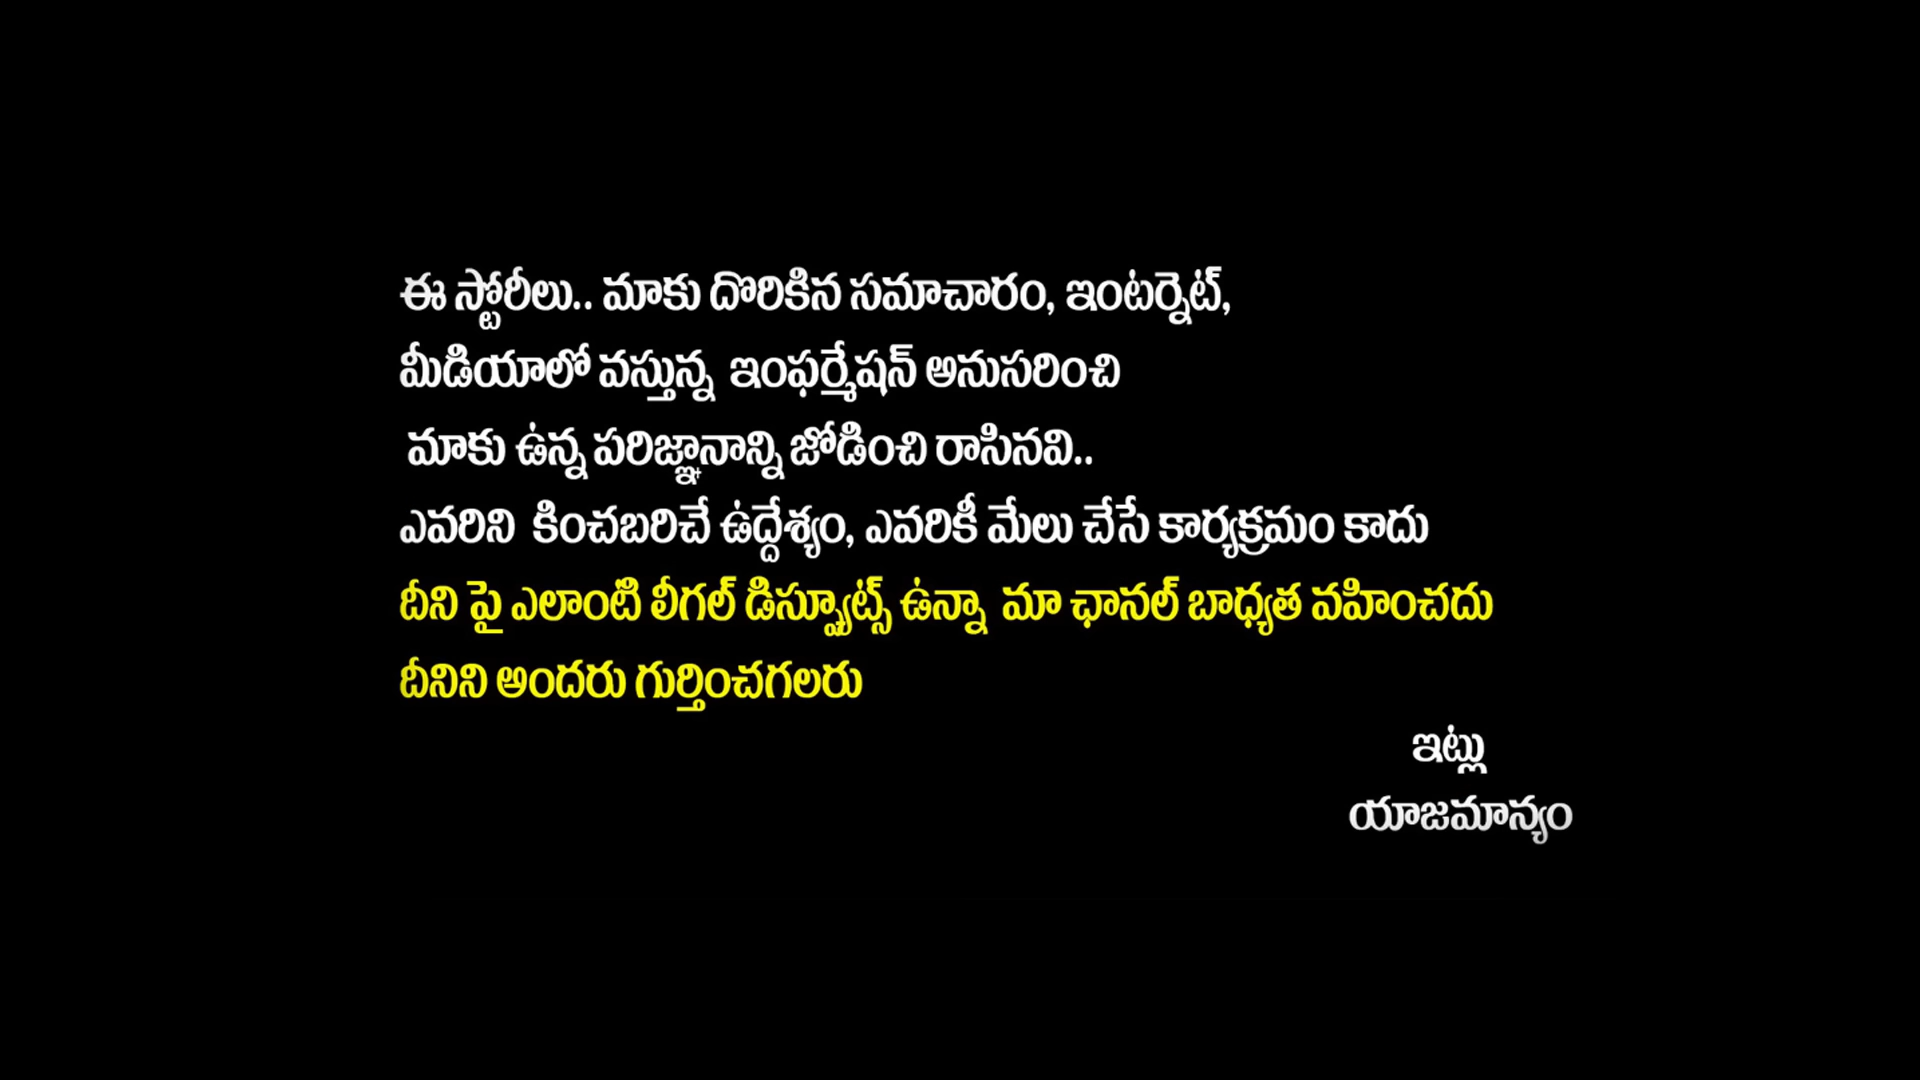 ఈ స్టోరీలు.. మాకు దొరికిన సమాచారం, ఇంటర్నెట్,
మీడియాలో వస్తున్న ఇంఫర్మేషన్ అనుసరించి
మాకు ఉన్న పరిజ్ఞానాన్ని జోడించి రాసినవి..
ఎవరిని కించబరిచే ఉద్దేశ్యం, ఎవరికీ మేలు చేసే కార్యక్రమం కాదు
దీని పై ఎలాంటి లీగల్ డిస్ప్యూట్స్ ఉన్నా మా ఛానల్ బాధ్యత వహించదు
దీనిని అందరు గుర్తించగలరు
ఇట్లు
యాజమాన్యం